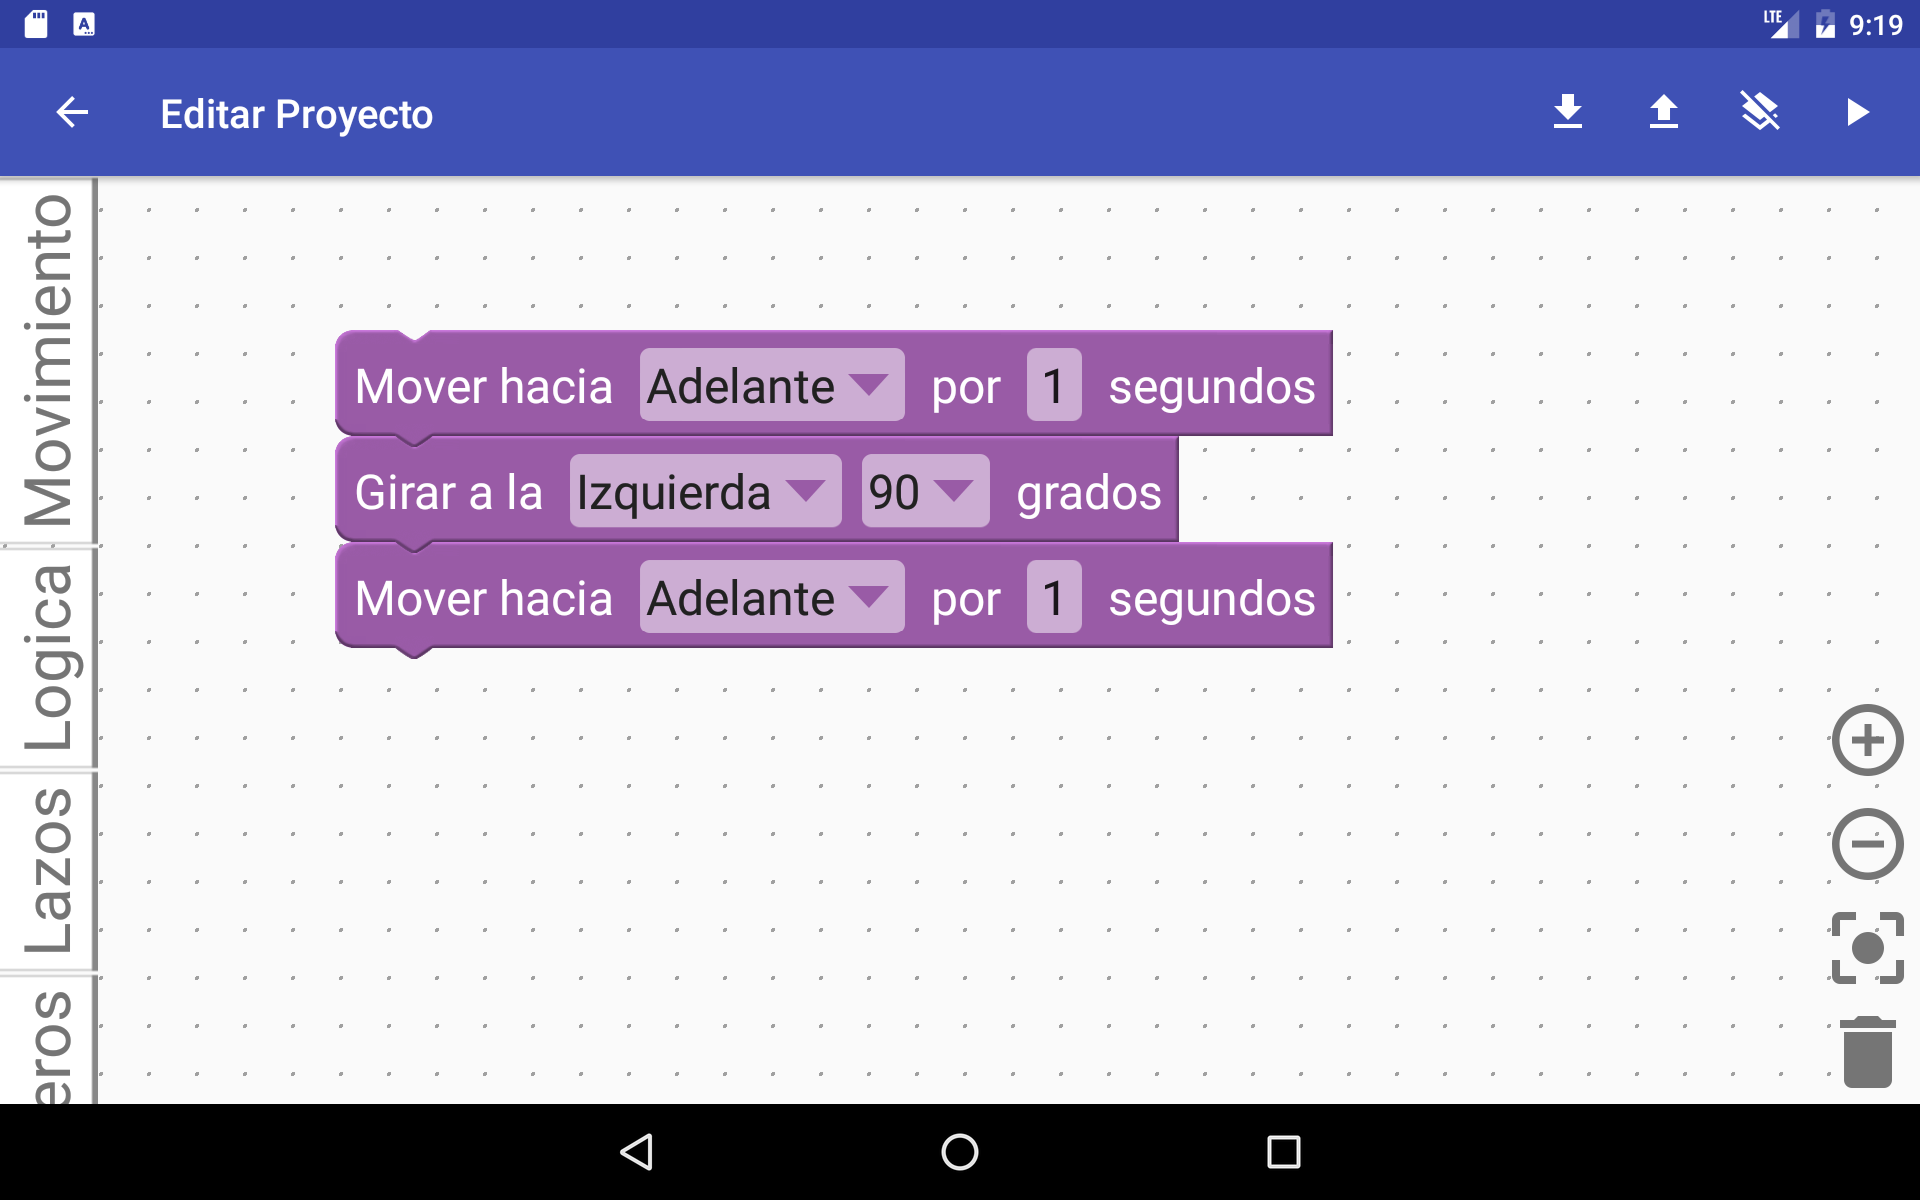 LTE 9:19
Editar Proyecto
Movimiento
Logica
Lazos
eros
Mover hacia Adelante por 1 segundos
Girar a la Izquierda 90 grados
Mover hacia Adelante por 1 segundos